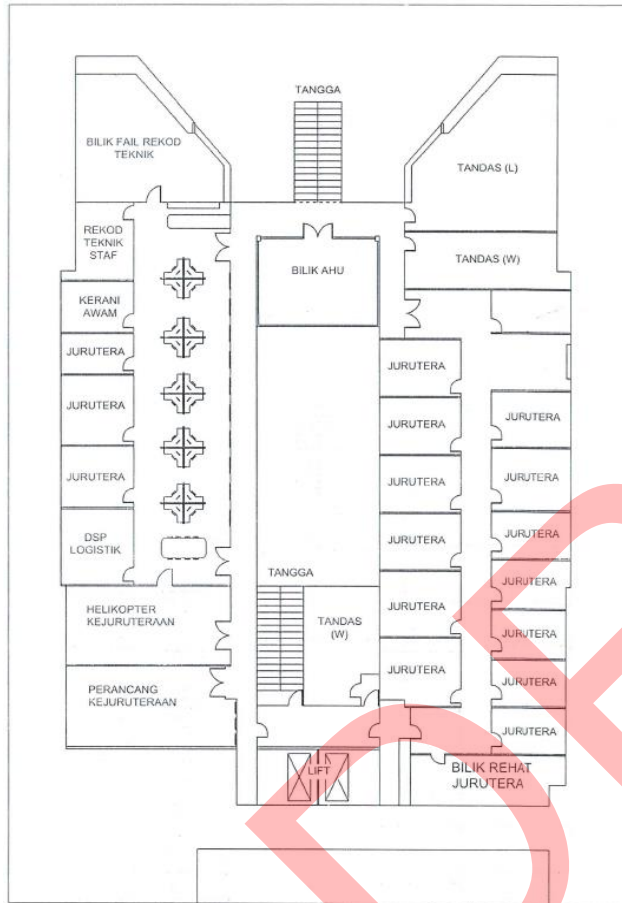 TANGGA
BILIK FAIL REKOD
TEKNIK
TANDAS (L)
REKOD
TEKNIK
STAF
TANDAS (W)
BILIK AHU
KERANI
AWAM
JURUTERA
JURUTERA
JURUTERA
DSP
LOGISTIK
HELIKOPTER
KEJURUTERAAN
PERANCANG
KEJURUTERAAN
TANGGA
TANDAS
(W)
LIFT
JURUTERA
JURUTERA
JURUTERA
JURUTERA
JURUTERA
JURUTERA
JURUTERA
JURUTERA
JURUTERA
JURUTERA
JURUTERA
JURUTERA
JURUTERA
BILIK REHAT
JURUTERA